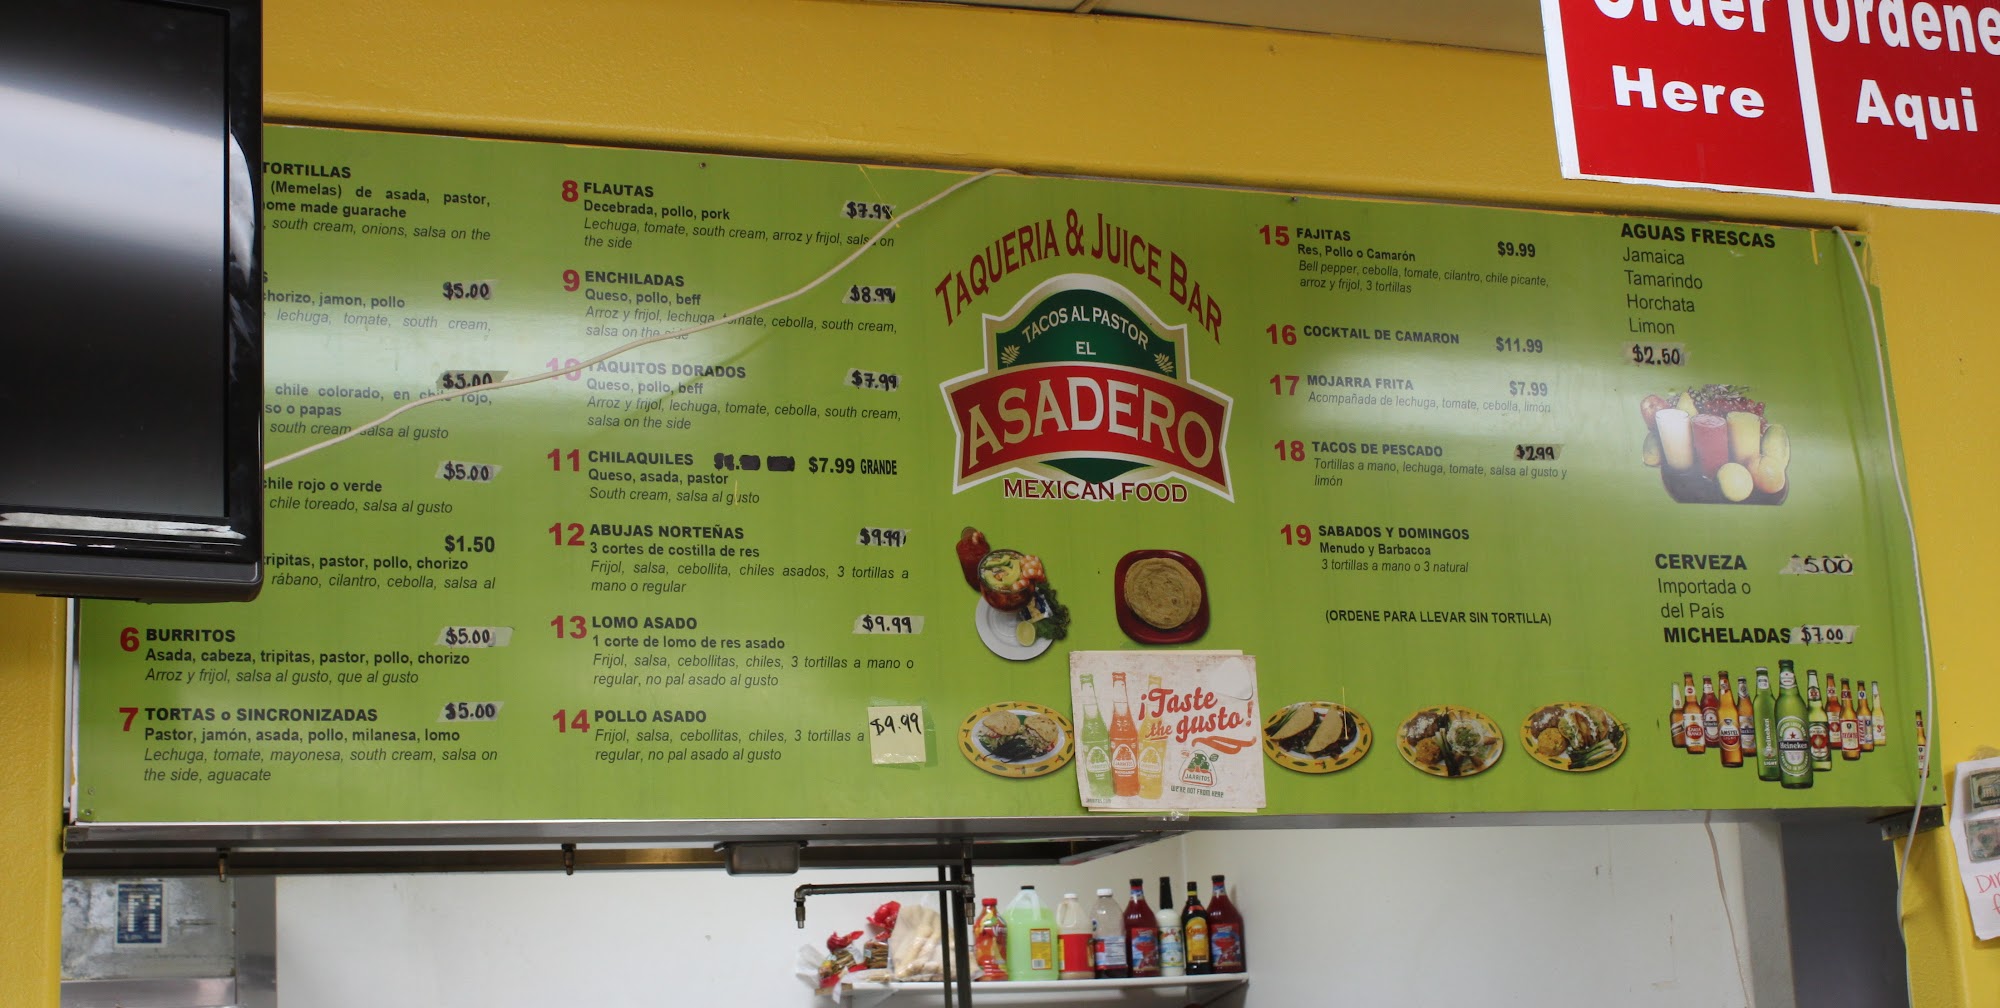 Order
Here
Ordene
Aqui
TORTILLAS
(Memelas) de asada, pastor,
ome made guarache
, south cream, onions, salsa on the
chorizo, jamon, pollo
$5.00
lechuga, tomate, south cream,
$5.00
chile colorado, en chile rojo,
so o papas
south cream, salsa al gusto
$5.00
chile rojo o verde
chile toreado, salsa al gusto
$1.50
tripitas, pastor, pollo, chorizo
rábano, cilantro, cebolla, salsa al
6 BURRITOS $5.00
Asada, cabeza, tripitas, pastor, pollo, chorizo
Arroz y frijol, salsa al gusto, que al gusto
7 TORTAS o SINCRONIZADAS $5.00
Pastor, jamón, asada, pollo, milanesa, lomo
Lechuga, tomate, mayonesa, south cream, salsa on
the side, aguacate
8 FLAUTAS
Decebrada, pollo, pork $7.99
Lechuga, tomate, south cream, arroz y frijol, salsa on
the side
9 ENCHILADAS
Queso, pollo, beff $8.99
Arroz y frijol, lechuga, tomate, cebolla, south cream,
salsa on the side
10 TAQUITOS DORADOS
Queso, pollo, beff $7.99
Arroz y frijol, lechuga, tomate, cebolla, south cream,
salsa on the side
11 CHILAQUILES $7.99 GRANDE
Queso, asada, pastor
South cream, salsa al gusto
12 ABUJAS NORTEÑAS $9.99
3 cortes de costilla de res
Frijol, salsa, cebollita, chiles asados, 3 tortillas a
mano o regular
13 LOMO ASADO $9.99
1 corte de lomo de res asado
Frijol, salsa, cebollitas, chiles, 3 tortillas a mano o
regular, no pal asado al gusto
14 POLLO ASADO $9.99
Frijol, salsa, cebollitas, chiles, 3 tortillas a
regular, no pal asado al gusto
TAQUERIA & JUICE BAR
TACOS AL PASTOR
EL
ASADERO
MEXICAN FOOD
¡Taste
the gusto!
JARRITOS
WE'RE NOT FROM HERE
15 FAJITAS
Res, Pollo o Camarón $9.99
Bell pepper, cebolla, tomate, cilantro, chile picante,
arroz y frijol, 3 tortillas
16 COCKTAIL DE CAMARON $11.99
17 MOJARRA FRITA $7.99
Acompañada de lechuga, tomate, cebolla, limón
18 TACOS DE PESCADO $2.99
Tortillas a mano, lechuga, tomate, salsa al gusto y
limón
19 SABADOS Y DOMINGOS
Menudo y Barbacoa
3 tortillas a mano o 3 natural
(ORDENE PARA LLEVAR SIN TORTILLA)
AGUAS FRESCAS
Jamaica
Tamarindo
Horchata
Limon
$2.50
CERVEZA $5.00
Importada o
del País
MICHELADAS $7.00
Heineken